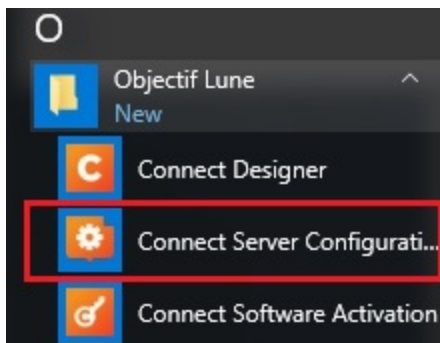 O
Objectif Lune
New
Connect Designer
Connect Server Configurati...
Connect Software Activation